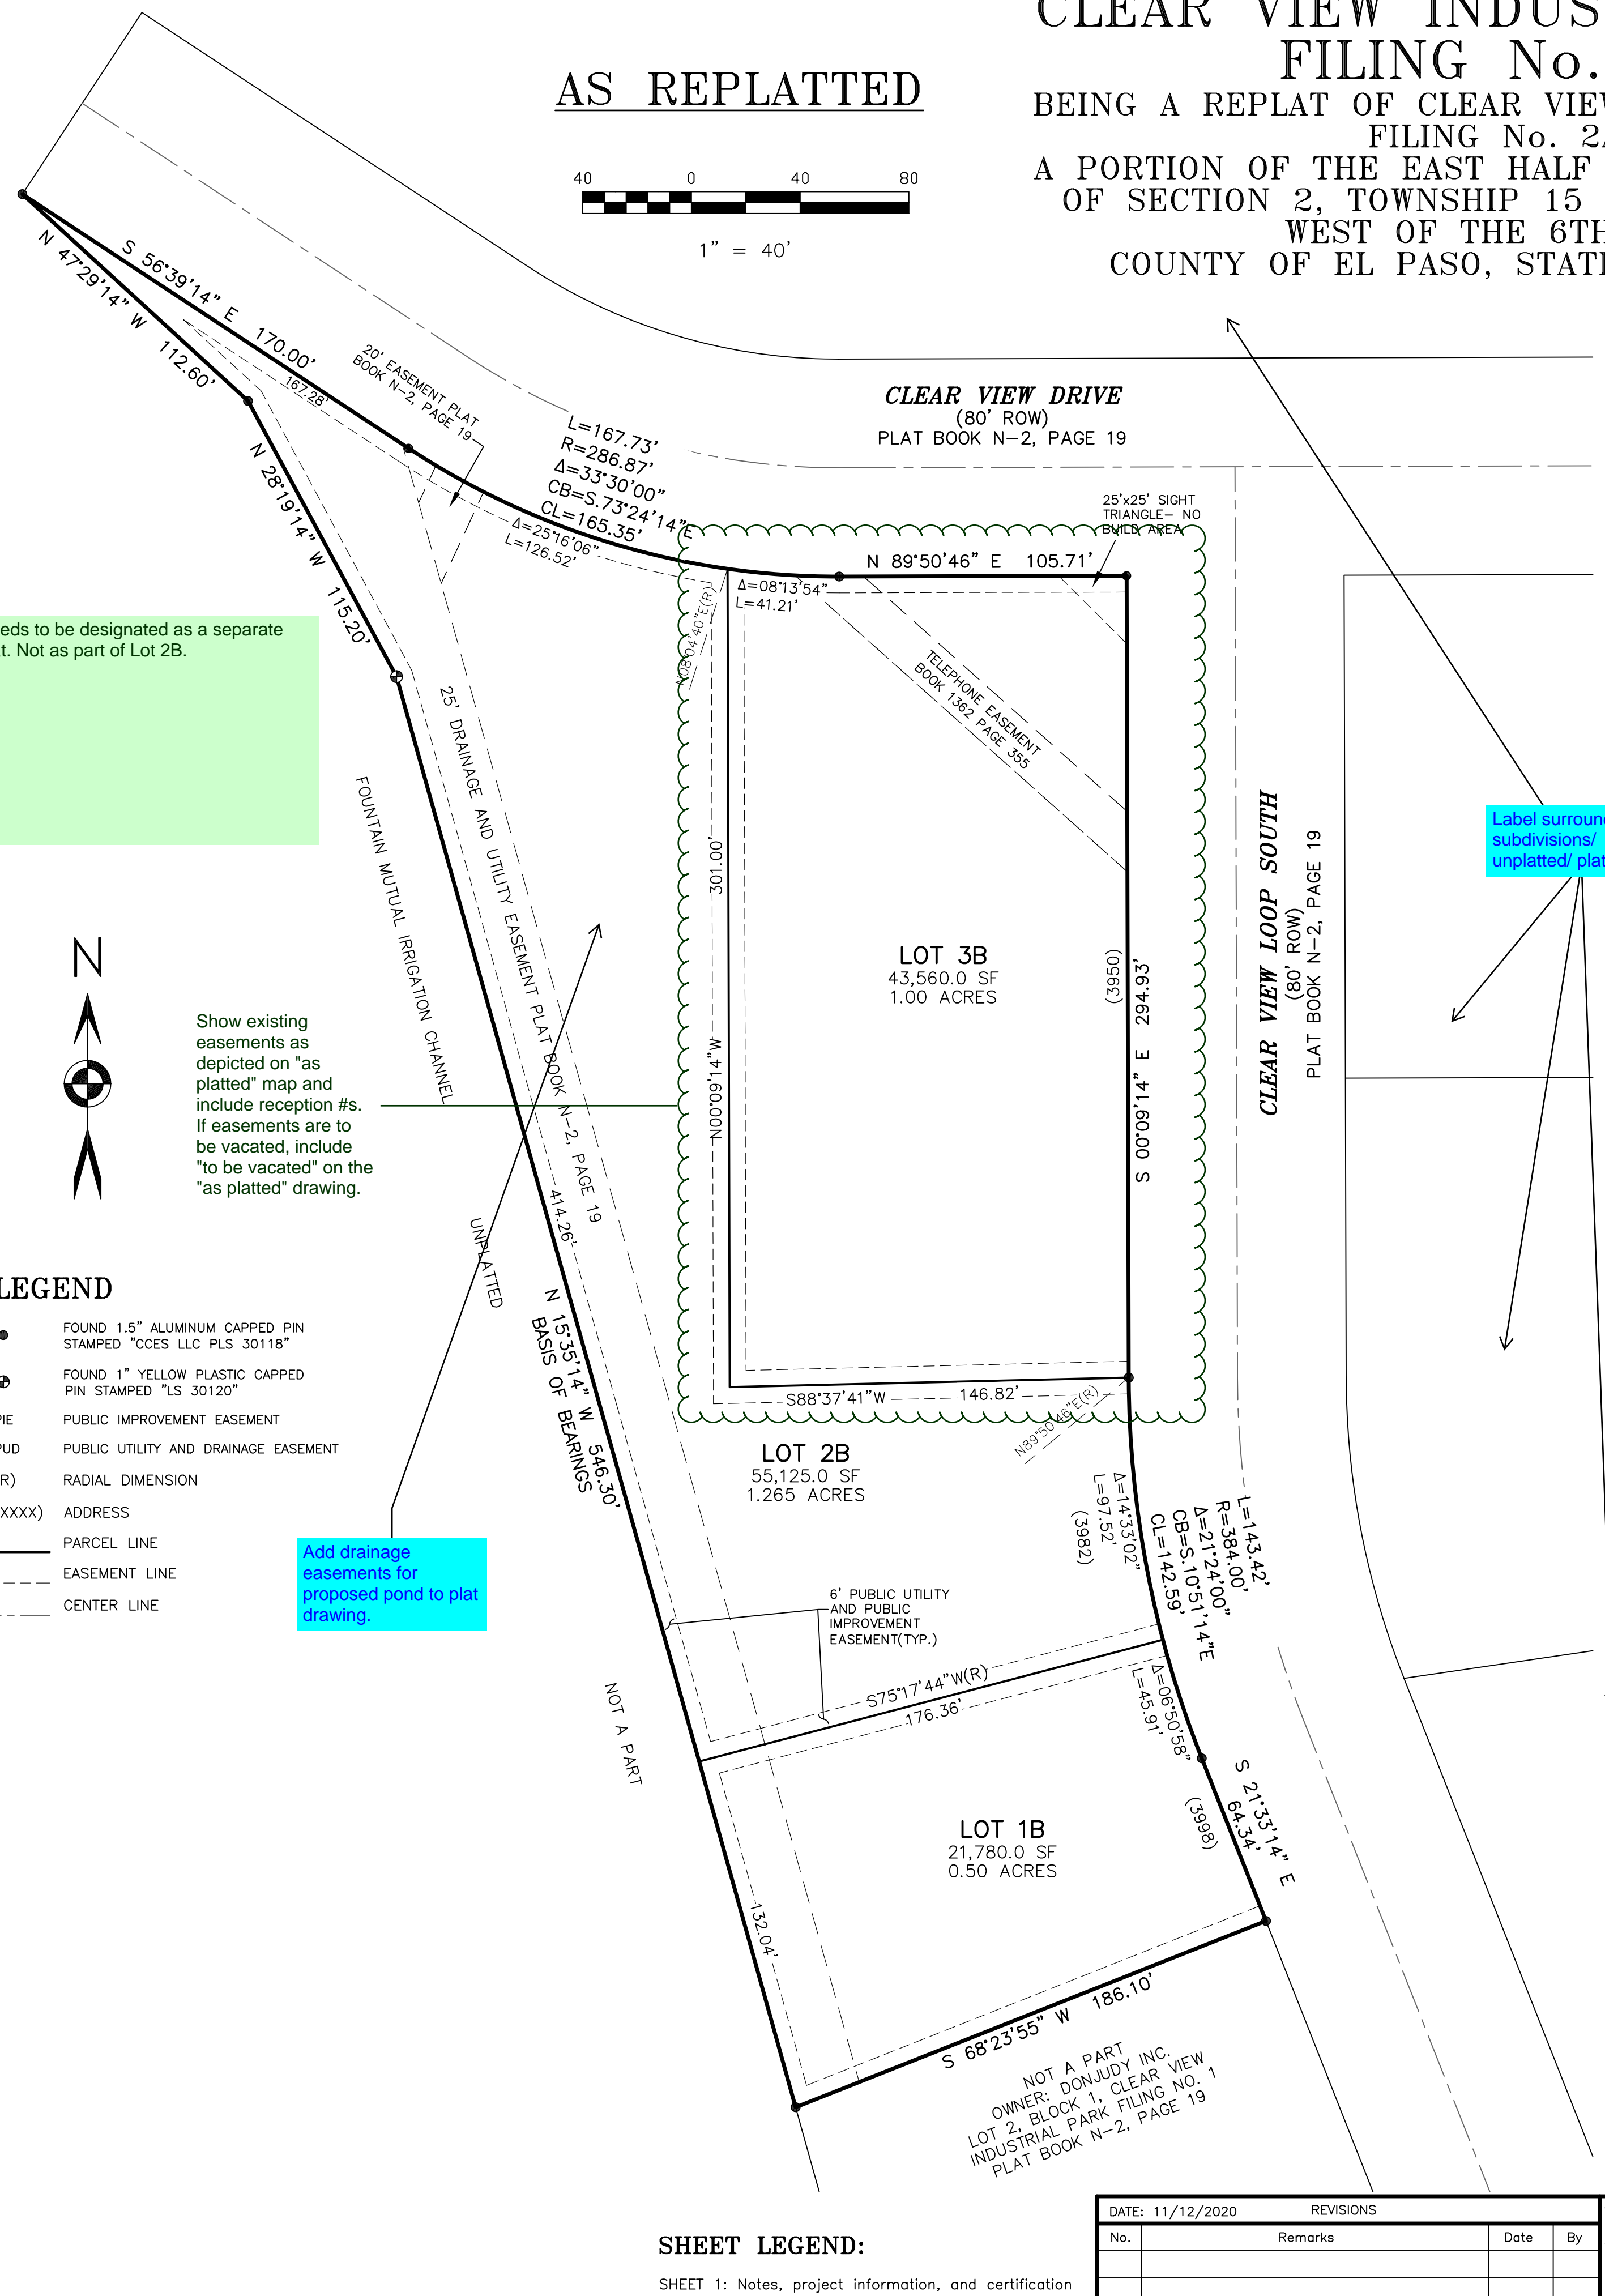 CLEAR VIEW INDUS
FILING No.
BEING A REPLAT OF CLEAR VIEW
FILING No. 2A
A PORTION OF THE EAST HALF
OF SECTION 2, TOWNSHIP 15
WEST OF THE 6TH
COUNTY OF EL PASO, STATE
AS REPLATTED
40 0 40 80
1" = 40'
N 47°29'14" W 112.60'
S 56°39'14" E 170.00'
167.28'
20' EASEMENT PLAT
BOOK N-2, PAGE 19
L=167.73'
R=286.87'
Δ=33°30'00"
CB=S.73°24'14"E
CL=165.35'
Δ=25°16'06"
L=126.52'
CLEAR VIEW DRIVE
(80' ROW)
PLAT BOOK N-2, PAGE 19
25'x25' SIGHT
TRIANGLE- NO
BUILD AREA
N 89°50'46" E 105.71'
Δ=08°13'54"
L=41.21'
N08°04'40"E(R)
N 28°19'14" W 115.20'
eds to be designated as a separate
t. Not as part of Lot 2B.
TELEPHONE EASEMENT
BOOK 1362 PAGE 355
25' DRAINAGE AND UTILITY EASEMENT PLAT BOOK N-2, PAGE 19
FOUNTAIN MUTUAL IRRIGATION CHANNEL
301.00'
N00°09'14"W
LOT 3B
43,560.0 SF
1.00 ACRES
(3950)
S 00°09'14" E 294.93'
CLEAR VIEW LOOP SOUTH
(80' ROW)
PLAT BOOK N-2, PAGE 19
Label surroun
subdivisions/
unplatted/ plat
N
Show existing
easements as
depicted on "as
platted" map and
include reception #s.
If easements are to
be vacated, include
"to be vacated" on the
"as platted" drawing.
414.26'
UNPLATTED
N 15°35'14" W 546.30'
BASIS OF BEARINGS
LEGEND
FOUND 1.5" ALUMINUM CAPPED PIN
STAMPED "CCES LLC PLS 30118"
FOUND 1" YELLOW PLASTIC CAPPED
PIN STAMPED "LS 30120"
PIE PUBLIC IMPROVEMENT EASEMENT
PUD PUBLIC UTILITY AND DRAINAGE EASEMENT
R) RADIAL DIMENSION
XXXX) ADDRESS
PARCEL LINE
EASEMENT LINE
CENTER LINE
S88°37'41"W 146.82'
N89°50'46"E(R)
LOT 2B
55,125.0 SF
1.265 ACRES
Δ=14°33'02"
L=97.52'
(3982)
L=143.42'
R=384.00'
Δ=21°24'00"
CB=S.10°51'14"E
CL=142.59'
Add drainage
easements for
proposed pond to plat
drawing.
6' PUBLIC UTILITY
AND PUBLIC
IMPROVEMENT
EASEMENT(TYP.)
S75°17'44"W(R)
176.36'
Δ=06°50'58"
L=45.91'
NOT A PART
S 21°33'14" E
64.34'
(3998)
LOT 1B
21,780.0 SF
0.50 ACRES
132.04'
S 68°23'55" W 186.10'
NOT A PART
OWNER: DONJUDY INC.
LOT 2, BLOCK 1, CLEAR VIEW
INDUSTRIAL PARK FILING NO. 1
PLAT BOOK N-2, PAGE 19
DATE: 11/12/2020 REVISIONS
No. Remarks Date By
SHEET LEGEND:
SHEET 1: Notes, project information, and certification